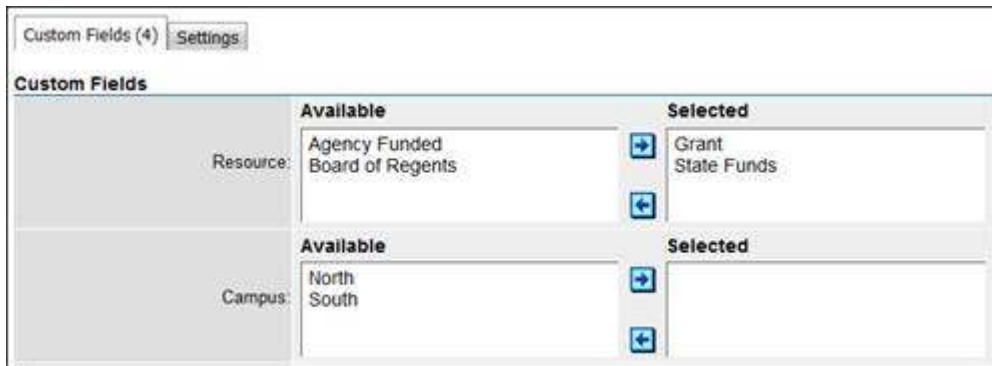 Custom Fields (4) Settings
Custom Fields
Available Selected
Resource: Agency Funded Grant
Board of Regents State Funds
Available Selected
Campus: North
South